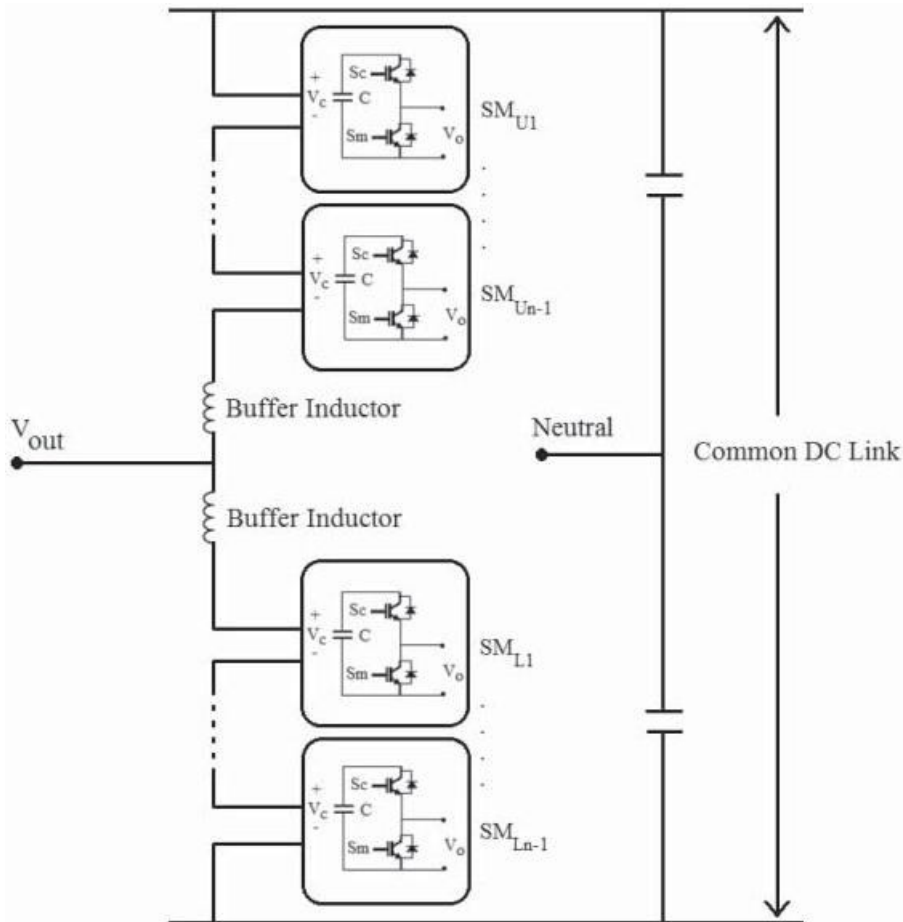 +
Vc
-
Sc
C
Sm
Vo
SMU1
+
Vc
-
Sc
C
Sm
Vo
SMUn-1
Buffer Inductor
Vout
Neutral
Common DC Link
Buffer Inductor
+
Vc
-
Sc
C
Sm
Vo
SML1
+
Vc
-
Sc
C
Sm
Vo
SMLn-1